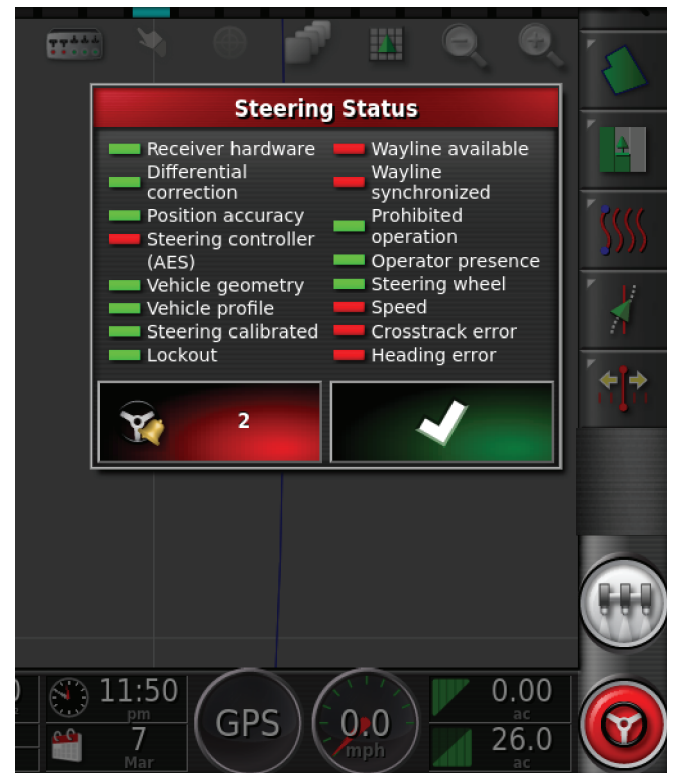 Steering Status
Receiver hardware
Differential
correction
Position accuracy
Steering controller
(AES)
Vehicle geometry
Vehicle profile
Steering calibrated
Lockout
Wayline available
Wayline
synchronized
Prohibited
operation
Operator presence
Steering wheel
Speed
Crosstrack error
Heading error
2
11:50
pm
7
Mar
GPS
0.0
mph
0.00
ac
26.0
ac